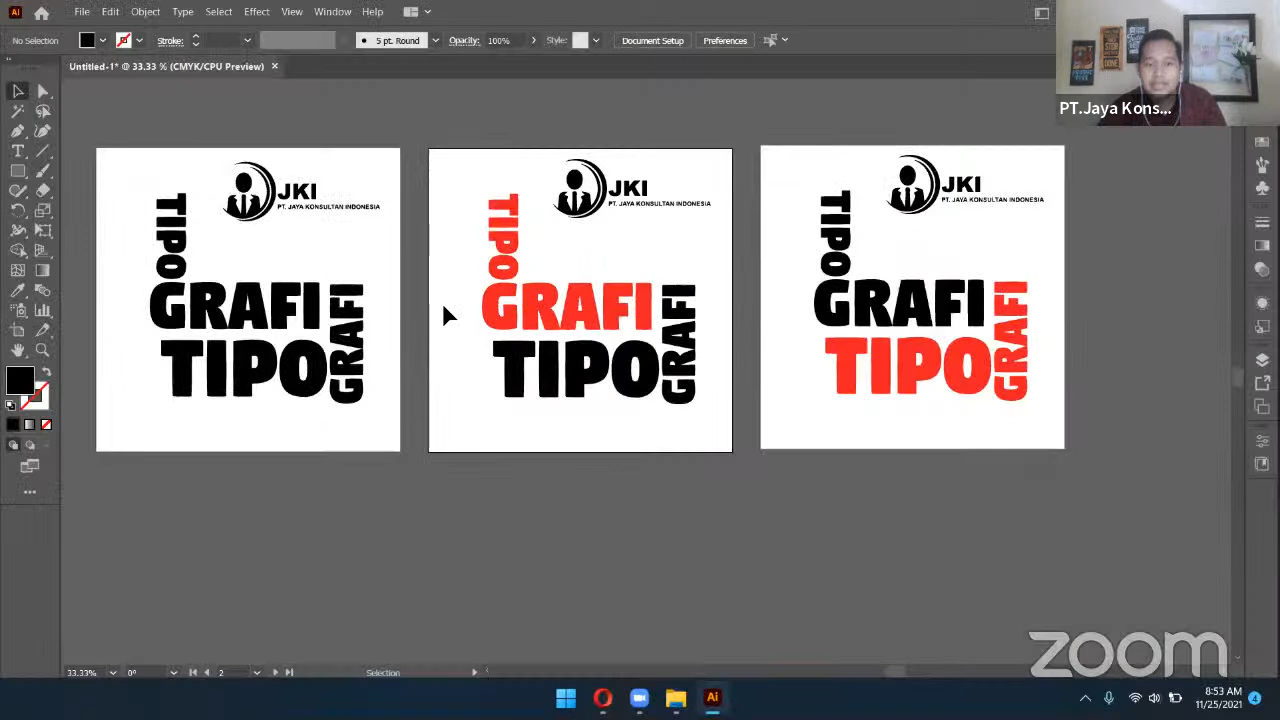 Ai File Edit Object Type Select Effect View Window Help
No Selection Stroke: 5 pt. Round Opacity: 100% Style: Document Setup Preferences
Untitled-1* @ 33.33 % (CMYK/CPU Preview) ×
PT.Jaya Kons...
JKI
PT. JAYA KONSULTAN INDONESIA
TIPO
GRAFI
TIPO
GRAFI
JKI
PT. JAYA KONSULTAN INDONESIA
TIPO
GRAFI
TIPO
GRAFI
JKI
PT. JAYA KONSULTAN INDONESIA
TIPO
GRAFI
TIPO
GRAFI
zoom
33.33% 0° 2 Selection
Ai
8:53 AM
11/25/2021
4